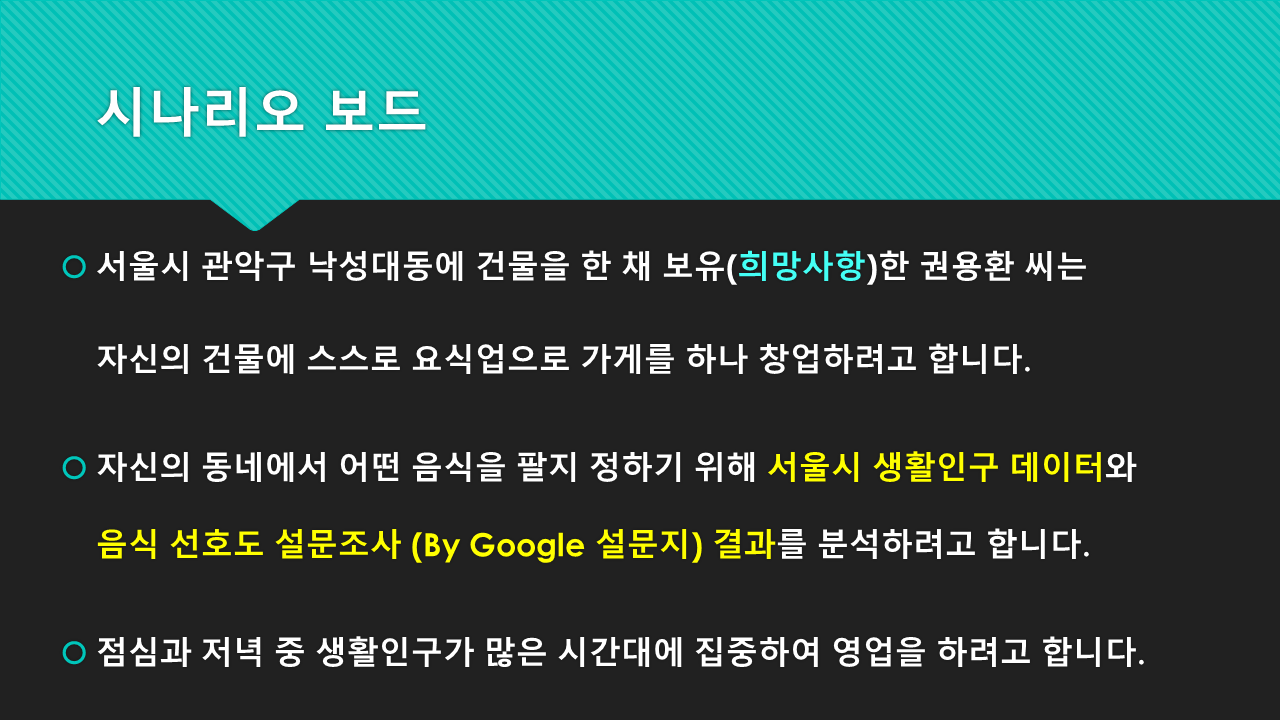 시나리오 보드
서울시 관악구 낙성대동에 건물을 한 채 보유(희망사항)한 권용환 씨는
자신의 건물에 스스로 요식업으로 가게를 하나 창업하려고 합니다.
자신의 동네에서 어떤 음식을 팔지 정하기 위해 서울시 생활인구 데이터와
음식 선호도 설문조사 (By Google 설문지) 결과를 분석하려고 합니다.
점심과 저녁 중 생활인구가 많은 시간대에 집중하여 영업을 하려고 합니다.